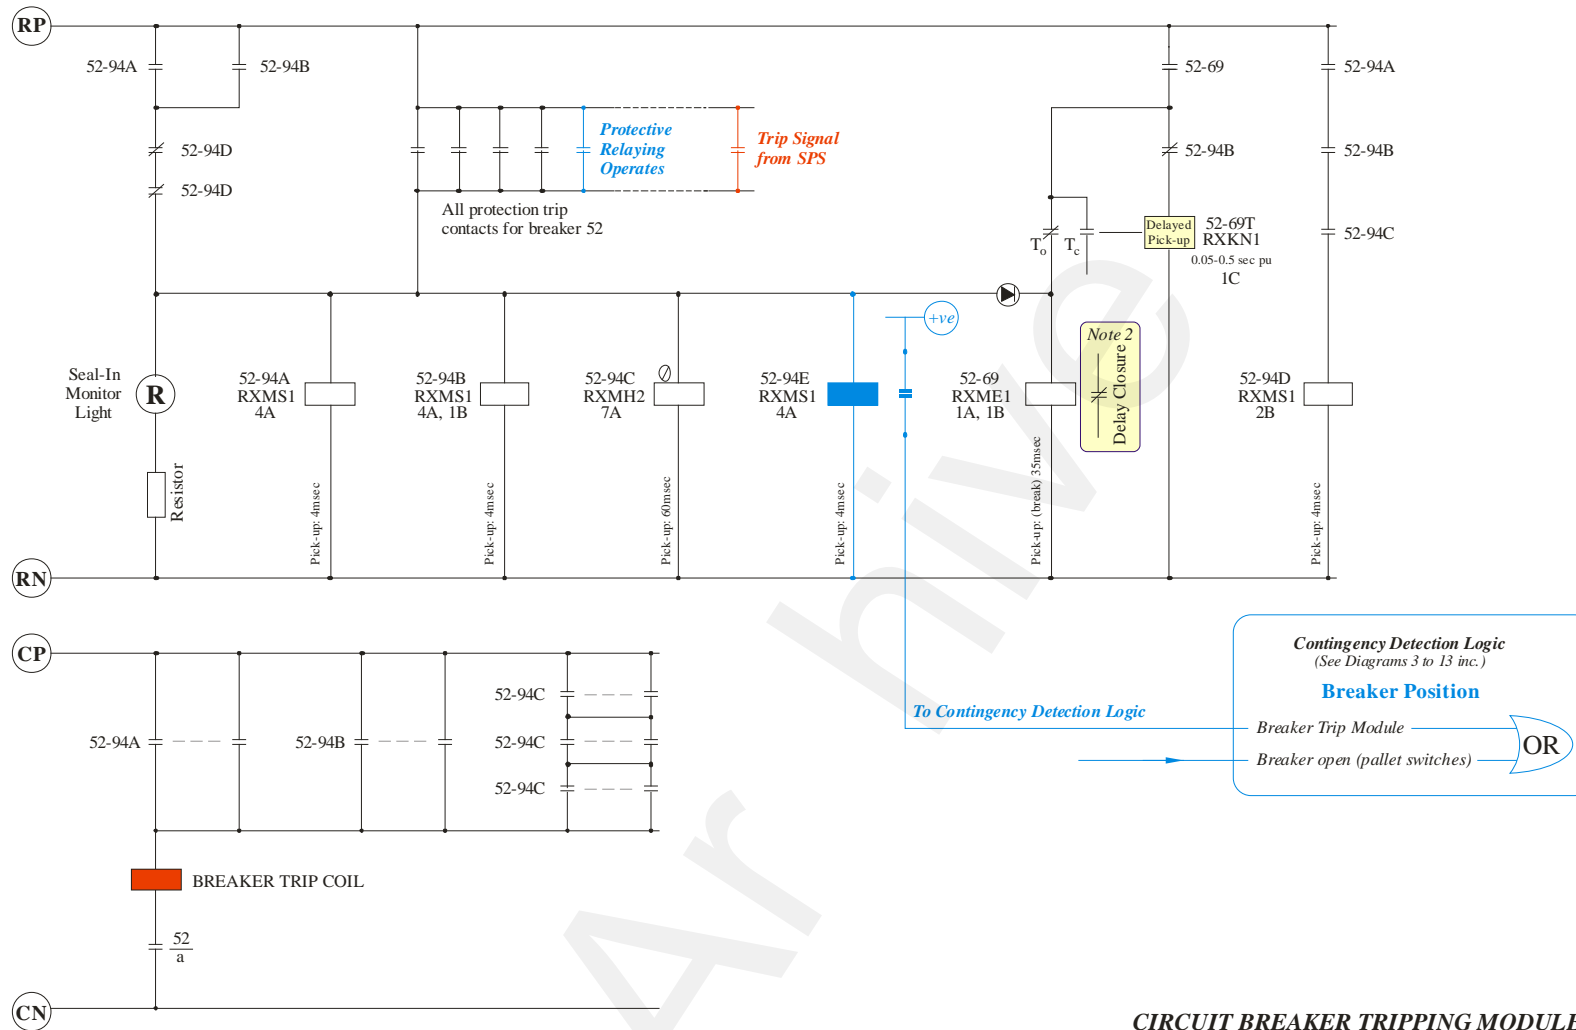 RP
52-94A
52-94B
52-69
52-94A
Protective
Relaying
Operates
Trip Signal
from SPS
52-94D
52-94B
52-94B
52-94D
All protection trip
contacts for breaker 52
Delayed
Pick-up
52-69T
RXKN1
0.05-0.5 sec pu
1C
52-94C
To
Tc
+ve
Note 2
Delay Closure
Seal-In
Monitor
Light
R
52-94A
RXMS1
4A
52-94B
RXMS1
4A, 1B
52-94C
RXMH2
7A
52-94E
RXMS1
4A
52-69
RXME1
1A, 1B
52-94D
RXMS1
2B
Resistor
Pick-up: 4msec
Pick-up: 4msec
Pick-up: 60msec
Pick-up: 4msec
Pick-up: (break) 35msec
Pick-up: 4msec
RN
CP
52-94C
52-94A
52-94B
52-94C
52-94C
To Contingency Detection Logic
Contingency Detection Logic
(See Diagrams 3 to 13 inc.)
Breaker Position
Breaker Trip Module
Breaker open (pallet switches)
OR
BREAKER TRIP COIL
52
a
CN
CIRCUIT BREAKER TRIPPING MODULE
Ar hive